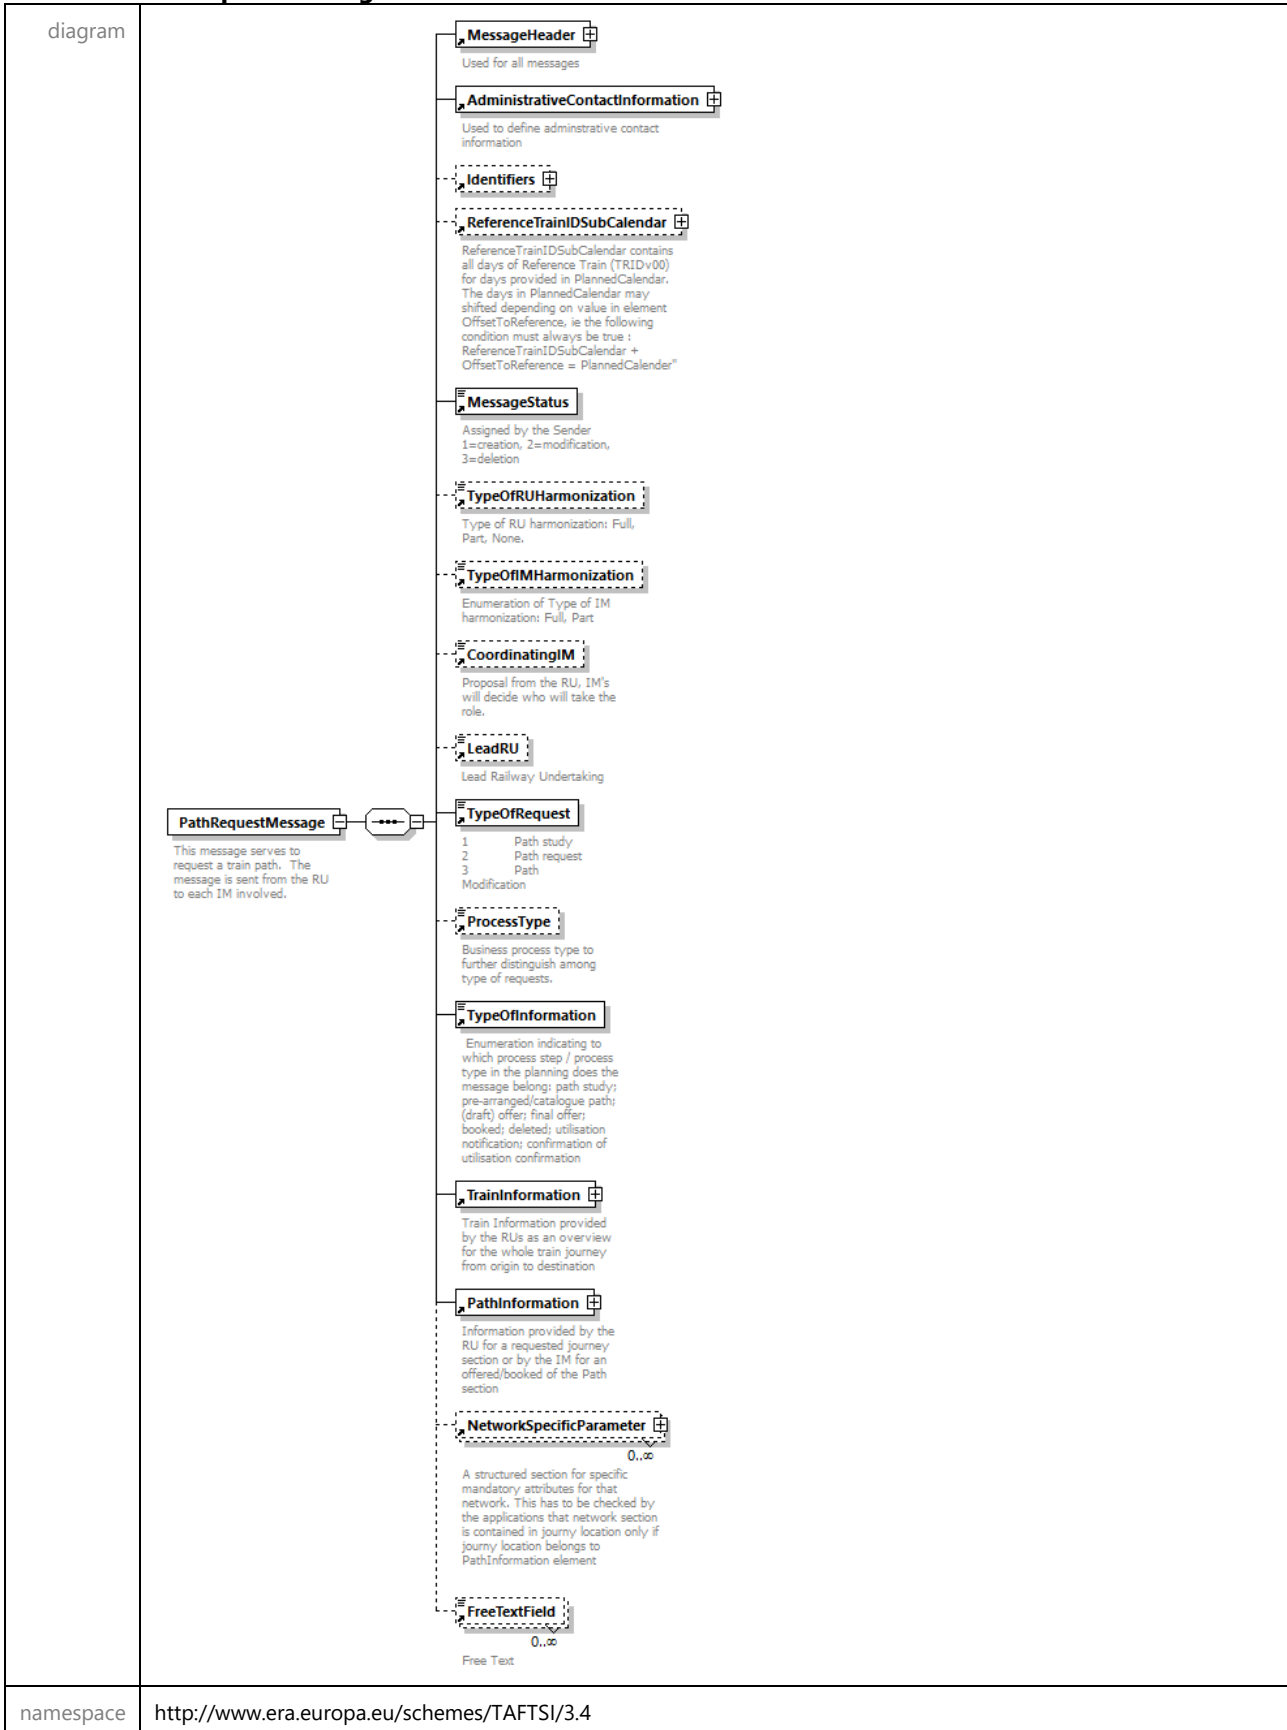 diagram
MessageHeader
Used for all messages
AdministrativeContactInformation
Used to define adminstrative contact
information
Identifiers
ReferenceTrainIDSubCalendar
ReferenceTrainIDSubCalendar contains
all days of Reference Train (TRIDv00)
for days provided in PlannedCalendar.
The days in PlannedCalendar may
shifted depending on value in element
OffsetToReference, ie the following
condition must always be true :
ReferenceTrainIDSubCalendar +
OffsetToReference = PlannedCalender"
MessageStatus
Assigned by the Sender
1=creation, 2=modification,
3=deletion
TypeOfRUHarmonization
Type of RU harmonization: Full,
Part, None.
TypeOfIMHarmonization
Enumeration of Type of IM
harmonization: Full, Part
CoordinatingIM
Proposal from the RU, IM's
will decide who will take the
role.
LeadRU
Lead Railway Undertaking
PathRequestMessage
This message serves to
request a train path. The
message is sent from the RU
to each IM involved.
TypeOfRequest
1 Path study
2 Path request
3 Path
Modification
ProcessType
Business process type to
further distinguish among
type of requests.
TypeOfInformation
Enumeration indicating to
which process step / process
type in the planning does the
message belong: path study;
pre-arranged/catalogue path;
(draft) offer; final offer;
booked; deleted; utilisation
notification; confirmation of
utilisation confirmation
TrainInformation
Train Information provided
by the RUs as an overview
for the whole train journey
from origin to destination
PathInformation
Information provided by the
RU for a requested journey
section or by the IM for an
offered/booked of the Path
section
NetworkSpecificParameter
0..∞
A structured section for specific
mandatory attributes for that
network. This has to be checked by
the applications that network section
is contained in journy location only if
journy location belongs to
PathInformation element
FreeTextField
0..∞
Free Text
namespace http://www.era.europa.eu/schemes/TAFTSI/3.4